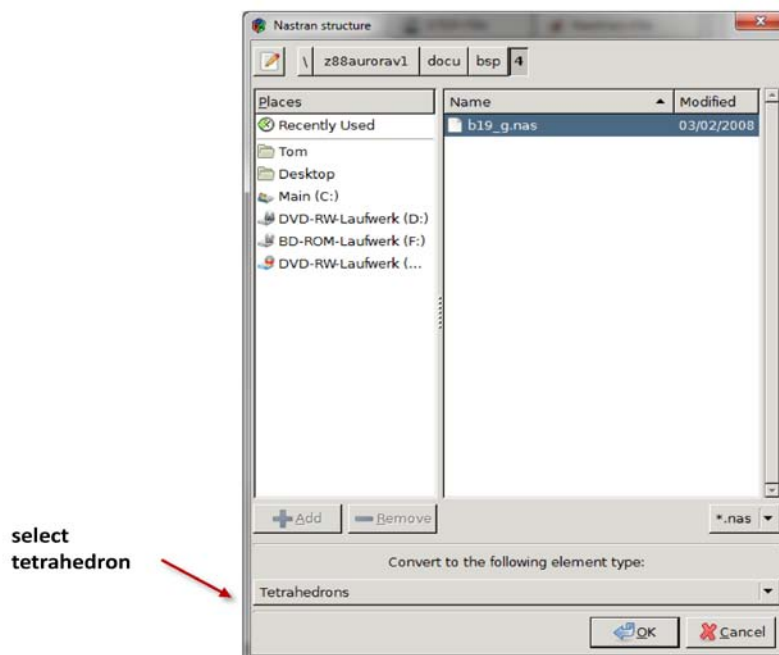 Nastran structure
\ z88aurorav1 docu bsp 4
Places
Name Modified
Recently Used
b19_g.nas 03/02/2008
Tom
Desktop
Main (C:)
DVD-RW-Laufwerk (D:)
BD-ROM-Laufwerk (F:)
DVD-RW-Laufwerk (...
Add Remove *.nas
select
tetrahedron
Convert to the following element type:
Tetrahedrons
OK Cancel